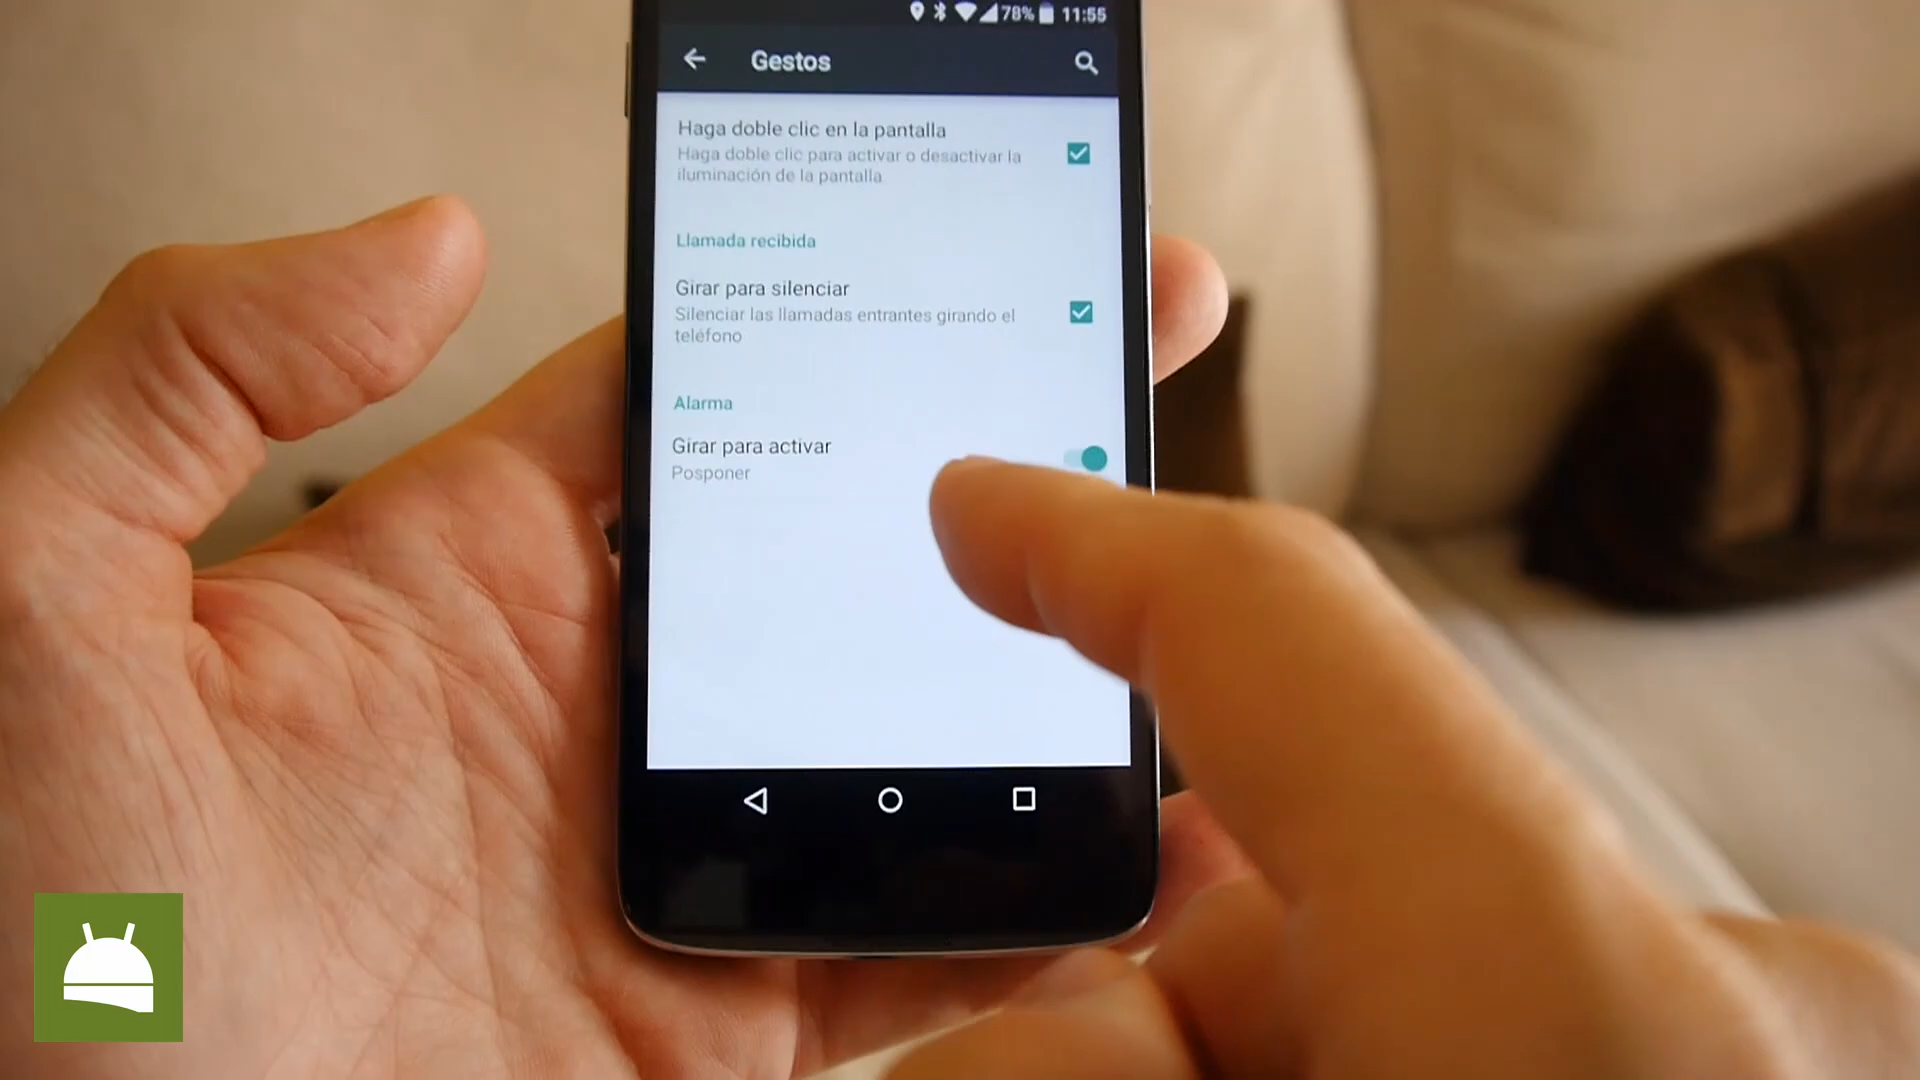 78% 11:55
Gestos
Haga doble clic en la pantalla
Haga doble clic para activar o desactivar la
iluminación de la pantalla
Llamada recibida
Girar para silenciar
Silenciar las llamadas entrantes girando el
teléfono
Alarma
Girar para activar
Posponer